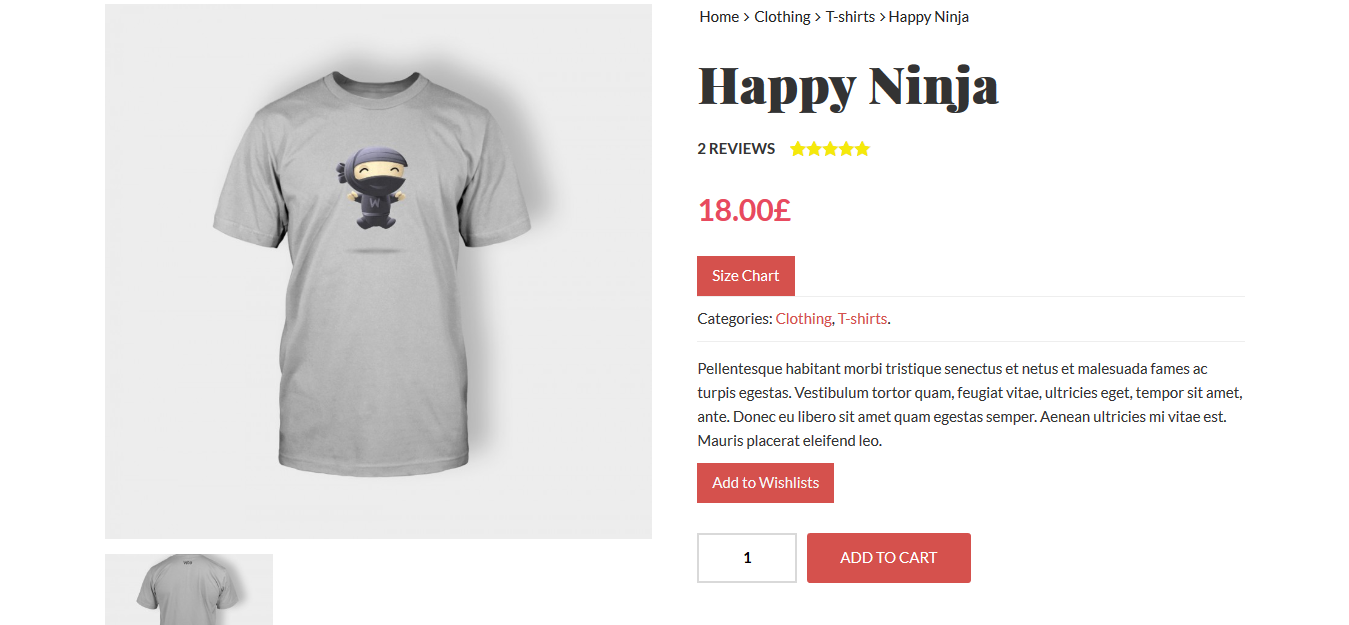 Home > Clothing > T-shirts > Happy Ninja
Happy Ninja
2 REVIEWS
18.00£
Size Chart
Categories: Clothing, T-shirts.
Pellentesque habitant morbi tristique senectus et netus et malesuada fames ac
turpis egestas. Vestibulum tortor quam, feugiat vitae, ultricies eget, tempor sit amet,
ante. Donec eu libero sit amet quam egestas semper. Aenean ultricies mi vitae est.
Mauris placerat eleifend leo.
Add to Wishlists
1
ADD TO CART
W